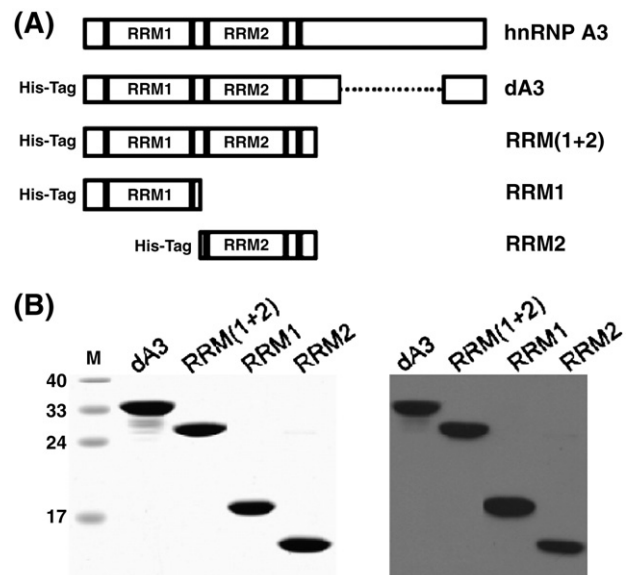 (A)
RRM1 RRM2 hnRNP A3
His-Tag RRM1 RRM2 dA3
His-Tag RRM1 RRM2 RRM(1+2)
His-Tag RRM1 RRM1
His-Tag RRM2 RRM2
(B)
M dA3 RRM(1+2) RRM1 RRM2 dA3 RRM(1+2) RRM1 RRM2
40
33
24
17